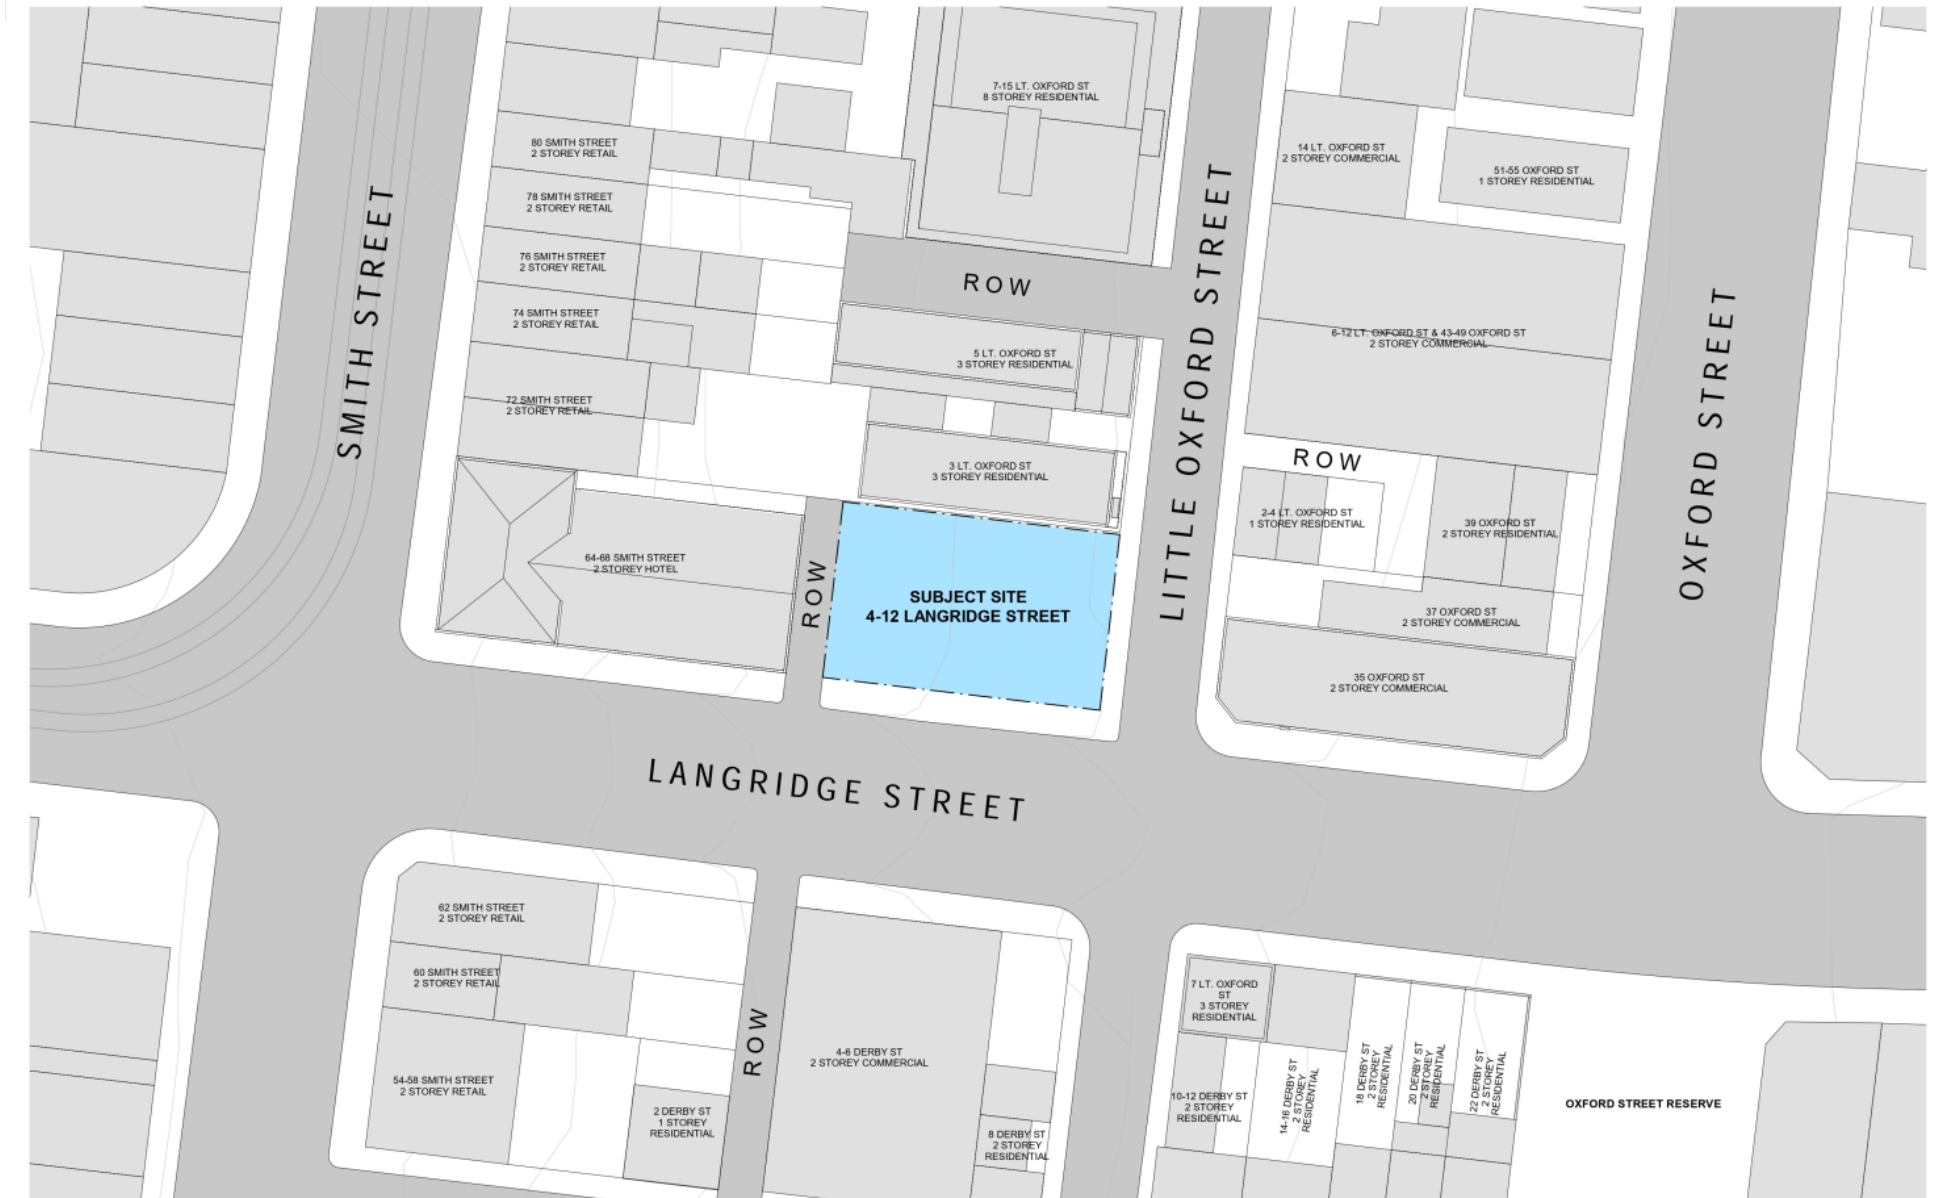 7-15 LT. OXFORD ST
8 STOREY RESIDENTIAL
80 SMITH STREET
2 STOREY RETAIL
14 LT. OXFORD ST
2 STOREY COMMERCIAL
51-55 OXFORD ST
1 STOREY RESIDENTIAL
78 SMITH STREET
2 STOREY RETAIL
76 SMITH STREET
2 STOREY RETAIL
ROW
74 SMITH STREET
2 STOREY RETAIL
SMITH STREET
LITTLE OXFORD STREET
OXFORD STREET
6-12 LT. OXFORD ST & 43-49 OXFORD ST
2 STOREY COMMERCIAL
5 LT. OXFORD ST
3 STOREY RESIDENTIAL
72 SMITH STREET
2 STOREY RETAIL
3 LT. OXFORD ST
3 STOREY RESIDENTIAL
ROW
2-4 LT. OXFORD ST
1 STOREY RESIDENTIAL
39 OXFORD ST
2 STOREY RESIDENTIAL
64-68 SMITH STREET
2 STOREY HOTEL
ROW
SUBJECT SITE
4-12 LANGRIDGE STREET
37 OXFORD ST
2 STOREY COMMERCIAL
35 OXFORD ST
2 STOREY COMMERCIAL
LANGRIDGE STREET
62 SMITH STREET
2 STOREY RETAIL
60 SMITH STREET
2 STOREY RETAIL
ROW
7 LT. OXFORD
ST
3 STOREY
RESIDENTIAL
4-6 DERBY ST
2 STOREY COMMERCIAL
54-58 SMITH STREET
2 STOREY RETAIL
2 DERBY ST
1 STOREY
RESIDENTIAL
8 DERBY ST
2 STOREY
RESIDENTIAL
10-12 DERBY ST
2 STOREY
RESIDENTIAL
14-16 DERBY ST
2 STOREY
RESIDENTIAL
18 DERBY ST
2 STOREY
RESIDENTIAL
20 DERBY ST
2 STOREY
RESIDENTIAL
22 DERBY ST
2 STOREY
RESIDENTIAL
OXFORD STREET RESERVE